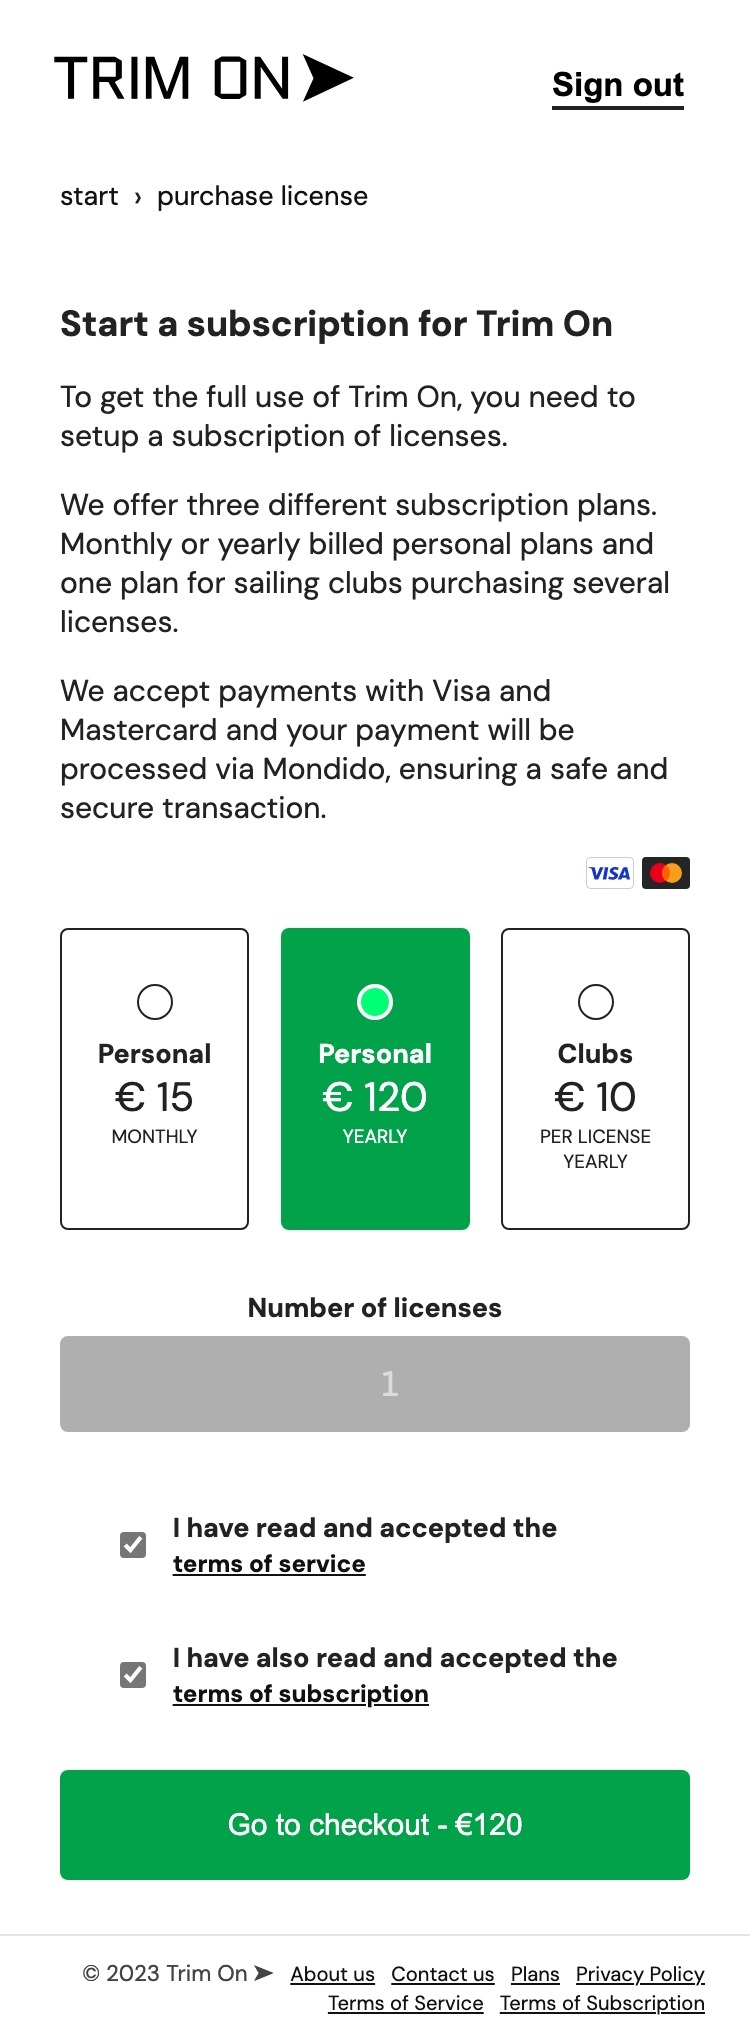 TRIM ON
Sign out
start › purchase license
Start a subscription for Trim On
To get the full use of Trim On, you need to
setup a subscription of licenses.
We offer three different subscription plans.
Monthly or yearly billed personal plans and
one plan for sailing clubs purchasing several
licenses.
We accept payments with Visa and
Mastercard and your payment will be
processed via Mondido, ensuring a safe and
secure transaction.
VISA
Personal
€ 15
MONTHLY
Personal
€ 120
YEARLY
Clubs
€ 10
PER LICENSE
YEARLY
Number of licenses
1
I have read and accepted the
terms of service
I have also read and accepted the
terms of subscription
Go to checkout - €120
© 2023 Trim On About us Contact us Plans Privacy Policy
Terms of Service Terms of Subscription